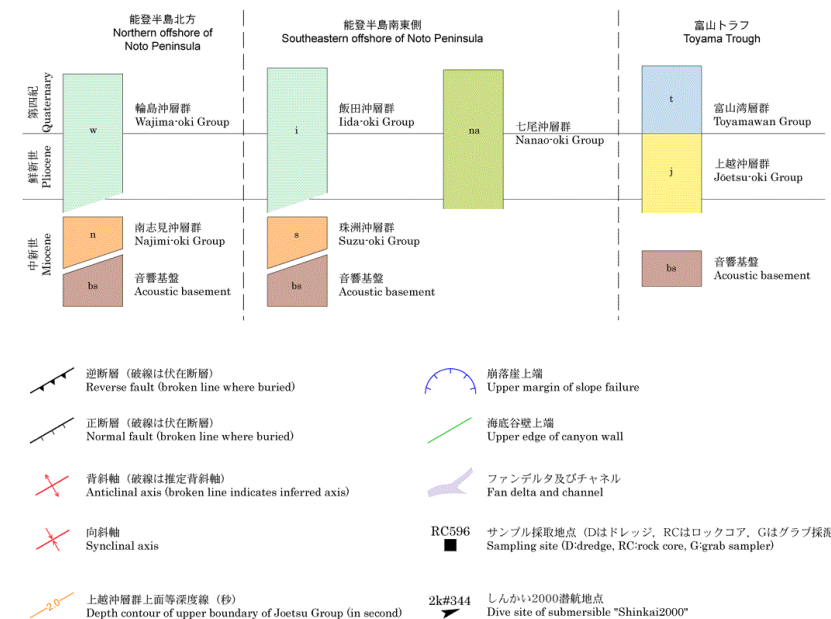 能登半島北方
Northern offshore of
Noto Peninsula
能登半島南東側
Southeastern offshore of Noto Peninsula
富山トラフ
Toyama Trough
第四紀
Quaternary
鮮新世
Pliocene
中新世
Miocene
w
輪島沖層群
Wajima-oki Group
n
南志見沖層群
Najimi-oki Group
bs
音響基盤
Acoustic basement
i
飯田沖層群
Iida-oki Group
s
珠洲沖層群
Suzu-oki Group
bs
音響基盤
Acoustic basement
na
七尾沖層群
Nanao-oki Group
t
富山湾層群
Toyamawan Group
j
上越沖層群
Joetsu-oki Group
bs
音響基盤
Acoustic basement
逆断層（破線は伏在断層）
Reverse fault (broken line where buried)
正断層（破線は伏在断層）
Normal fault (broken line where buried)
背斜軸（破線は推定背斜軸）
Anticlinal axis (broken line indicates inferred axis)
向斜軸
Synclinal axis
-2.0-
上越沖層群上面等深度線（秒）
Depth contour of upper boundary of Joetsu Group (in second)
崩落崖上端
Upper margin of slope failure
海底谷壁上端
Upper edge of canyon wall
ファンデルタ及びチャネル
Fan delta and channel
RC596
サンプル採取地点（Dはドレッジ，RCはロックコア，Gはグラブ採泥
Sampling site (D:dredge, RC:rock core, G:grab sampler)
2k#344
しんかい2000潜航地点
Dive site of submersible "Shinkai2000"